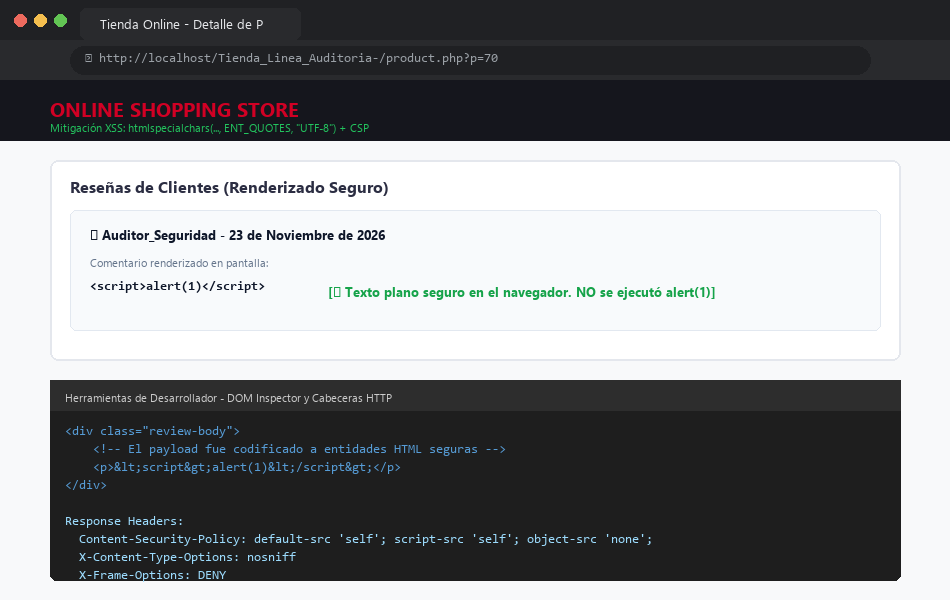 Tienda Online - Detalle de P
http://localhost/Tienda_Linea_Auditoria-/product.php?p=70
ONLINE SHOPPING STORE
Mitigación XSS: htmlspecialchars(..., ENT_QUOTES, "UTF-8") + CSP
Reseñas de Clientes (Renderizado Seguro)
Auditor_Seguridad - 23 de Noviembre de 2026
Comentario renderizado en pantalla:
<script>alert(1)</script>
[ Texto plano seguro en el navegador. NO se ejecutó alert(1)]
Herramientas de Desarrollador - DOM Inspector y Cabeceras HTTP
<div class="review-body">
<!-- El payload fue codificado a entidades HTML seguras -->
<p>&lt;script&gt;alert(1)&lt;/script&gt;</p>
</div>
Response Headers:
Content-Security-Policy: default-src 'self'; script-src 'self'; object-src 'none';
X-Content-Type-Options: nosniff
X-Frame-Options: DENY